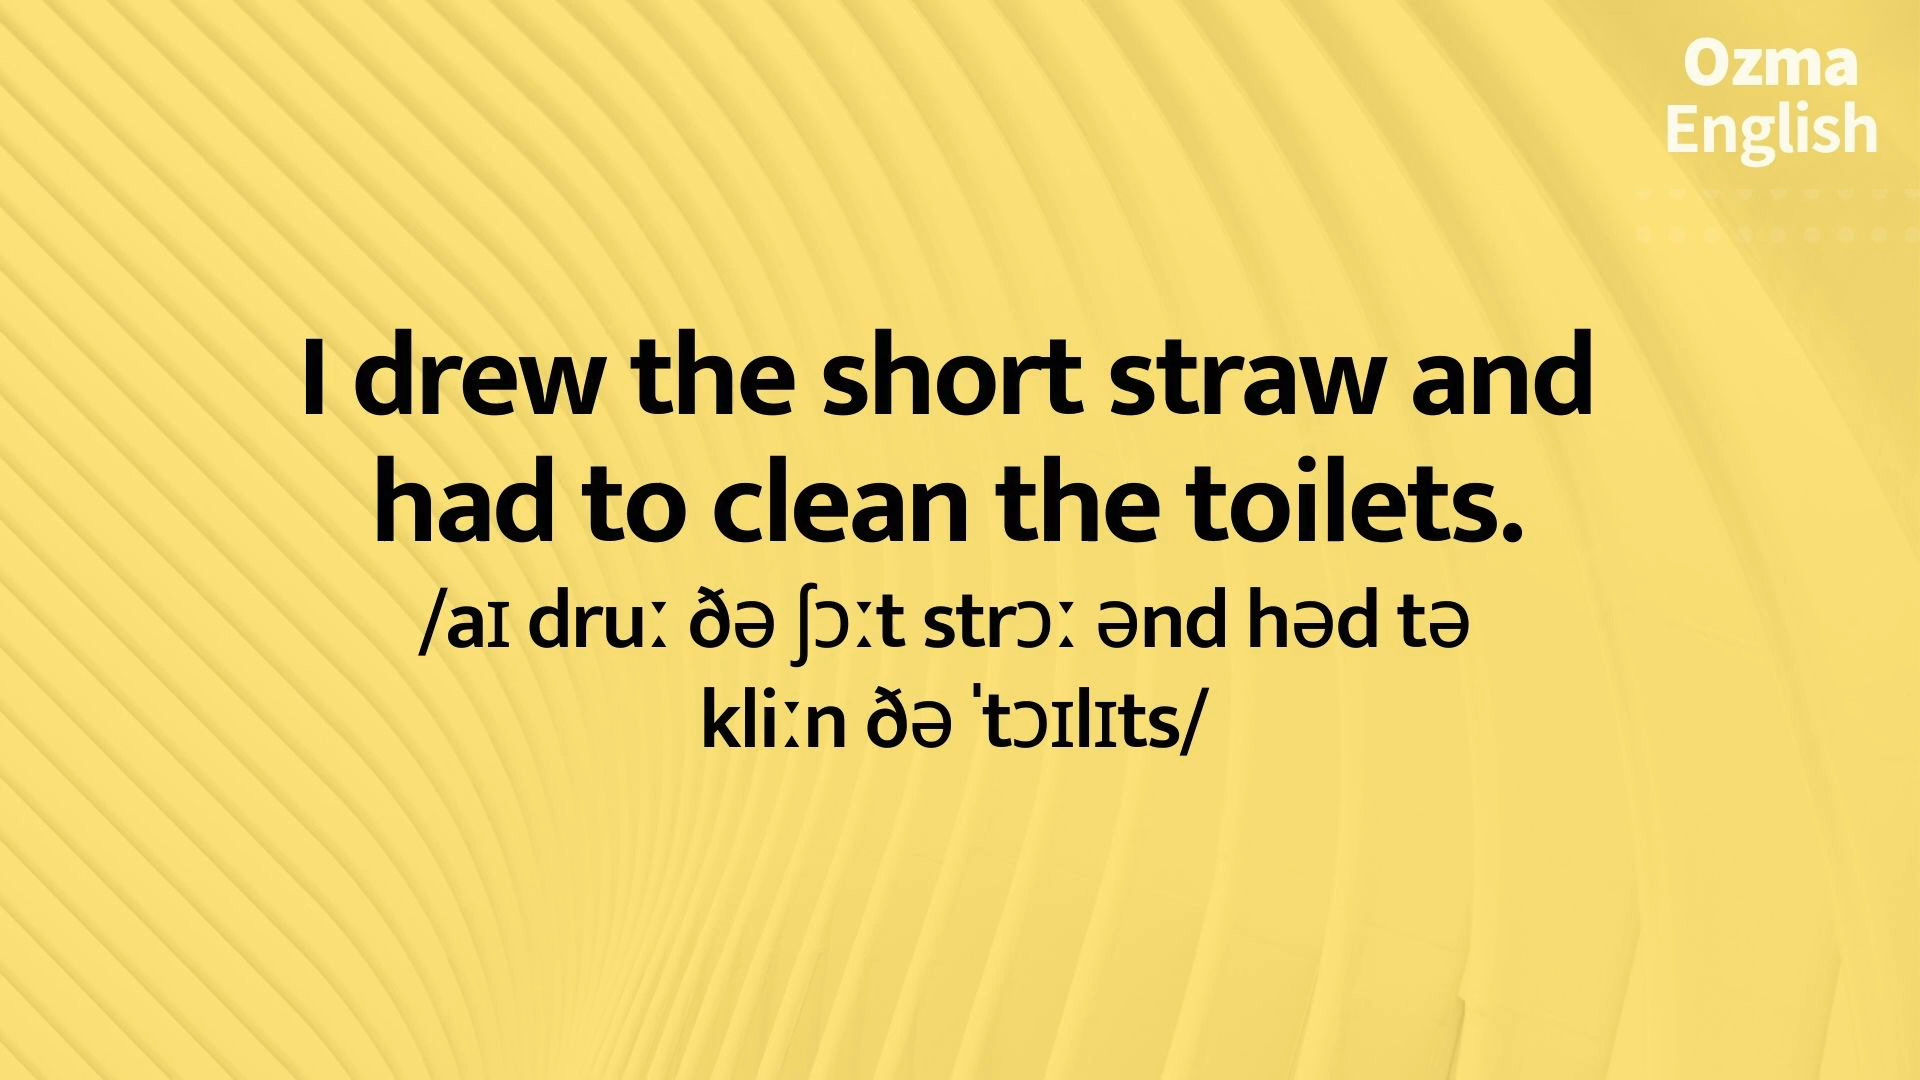 Ozma
English
I drew the short straw and
had to clean the toilets.
/aɪ druː ðə ʃɔːt strɔː ənd həd tə
kliːn ðə ˈtɔɪlɪts/